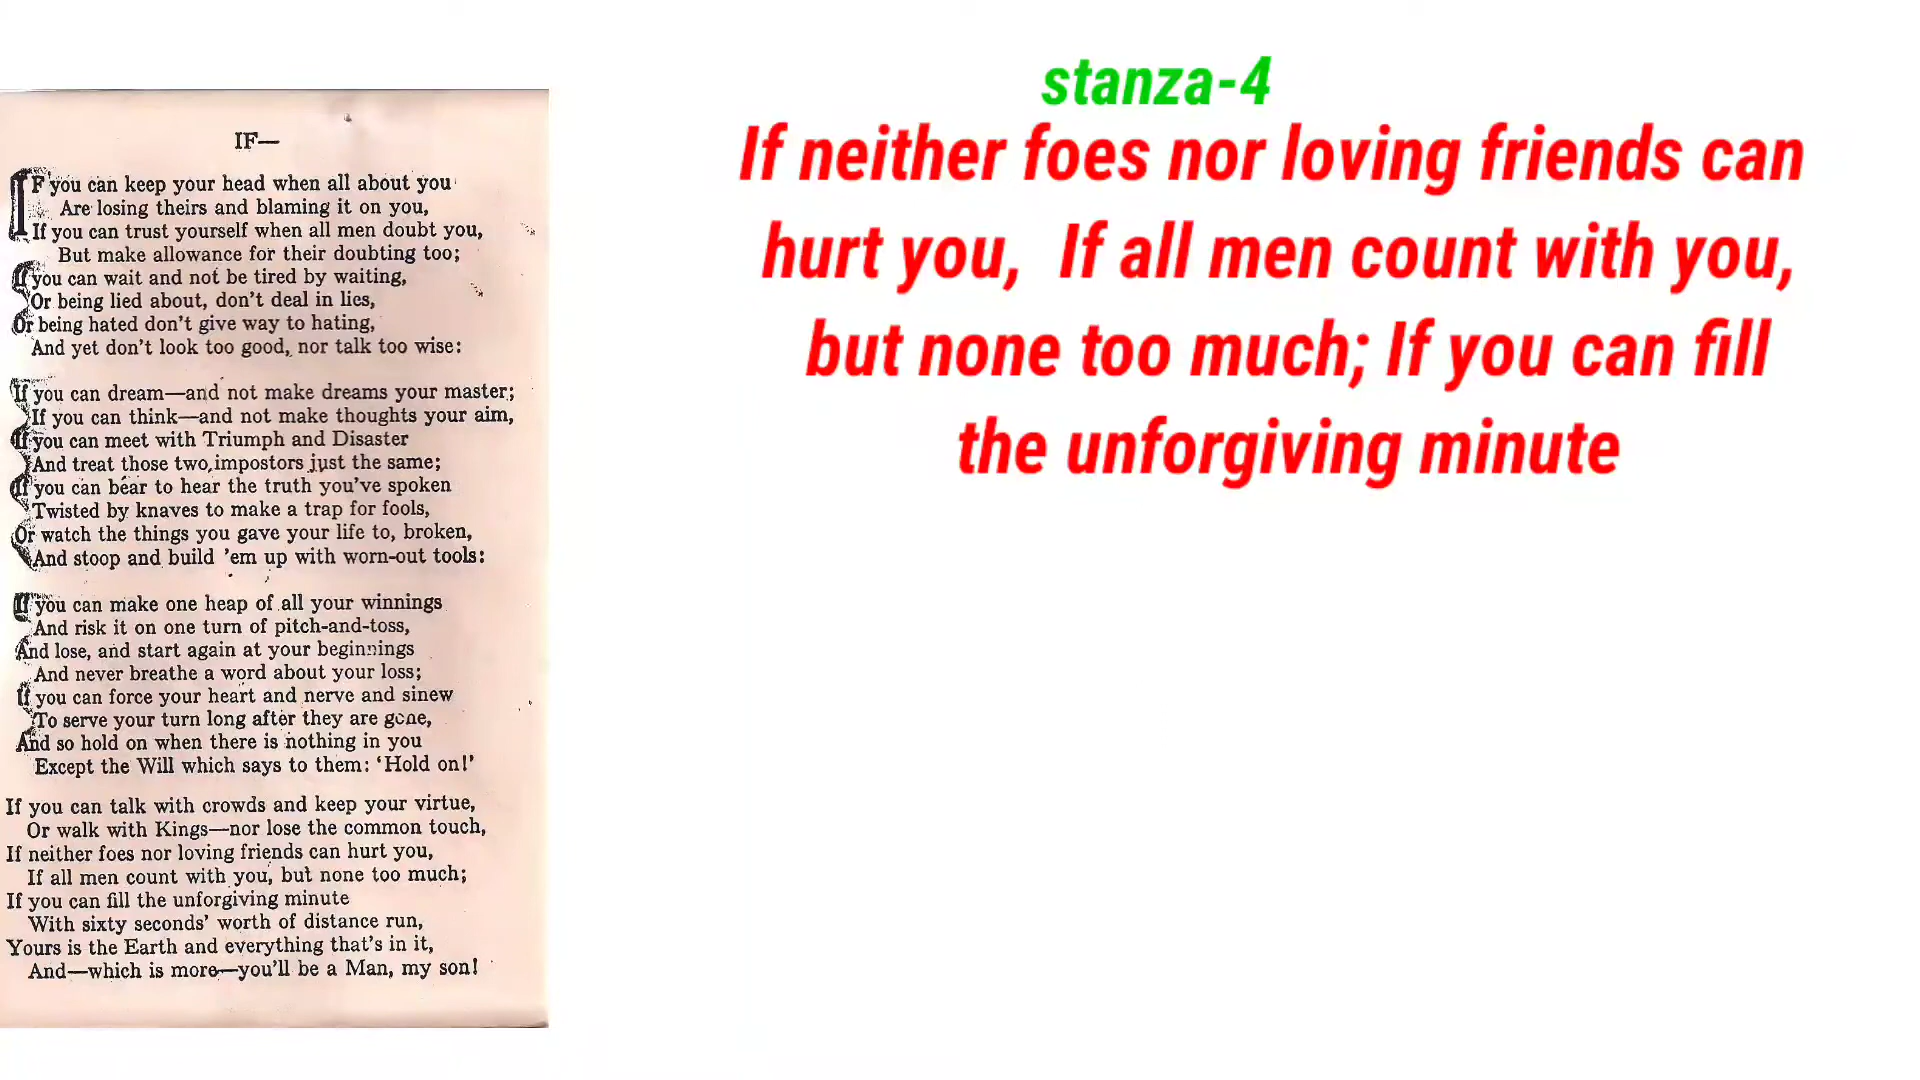 IF—
IF you can keep your head when all about you
Are losing theirs and blaming it on you,
If you can trust yourself when all men doubt you,
But make allowance for their doubting too;
If you can wait and not be tired by waiting,
Or being lied about, don't deal in lies,
Or being hated don't give way to hating,
And yet don't look too good, nor talk too wise:
If you can dream—and not make dreams your master;
If you can think—and not make thoughts your aim,
If you can meet with Triumph and Disaster
And treat those two impostors just the same;
If you can bear to hear the truth you've spoken
Twisted by knaves to make a trap for fools,
Or watch the things you gave your life to, broken,
And stoop and build 'em up with worn-out tools:
If you can make one heap of all your winnings
And risk it on one turn of pitch-and-toss,
And lose, and start again at your beginnings
And never breathe a word about your loss;
If you can force your heart and nerve and sinew
To serve your turn long after they are gone,
And so hold on when there is nothing in you
Except the Will which says to them: 'Hold on!'
If you can talk with crowds and keep your virtue,
Or walk with Kings—nor lose the common touch,
If neither foes nor loving friends can hurt you,
If all men count with you, but none too much;
If you can fill the unforgiving minute
With sixty seconds' worth of distance run,
Yours is the Earth and everything that's in it,
And—which is more—you'll be a Man, my son!
stanza-4
If neither foes nor loving friends can
hurt you, If all men count with you,
but none too much; If you can fill
the unforgiving minute